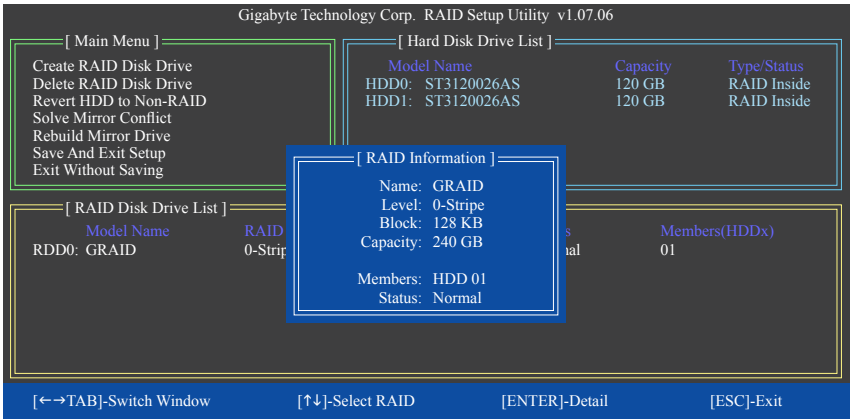 Gigabyte Technology Corp. RAID Setup Utility v1.07.06
[ Main Menu ]
Create RAID Disk Drive
Delete RAID Disk Drive
Revert HDD to Non-RAID
Solve Mirror Conflict
Rebuild Mirror Drive
Save And Exit Setup
Exit Without Saving
[ Hard Disk Drive List ]
Model Name Capacity Type/Status
HDD0: ST3120026AS 120 GB RAID Inside
HDD1: ST3120026AS 120 GB RAID Inside
[ RAID Information ]
Name: GRAID
Level: 0-Stripe
Block: 128 KB
Capacity: 240 GB
Members: HDD 01
Status: Normal
[ RAID Disk Drive List ]
Model Name RAID Members(HDDx)
RDD0: GRAID 01
[←→TAB]-Switch Window [↑↓]-Select RAID [ENTER]-Detail [ESC]-Exit